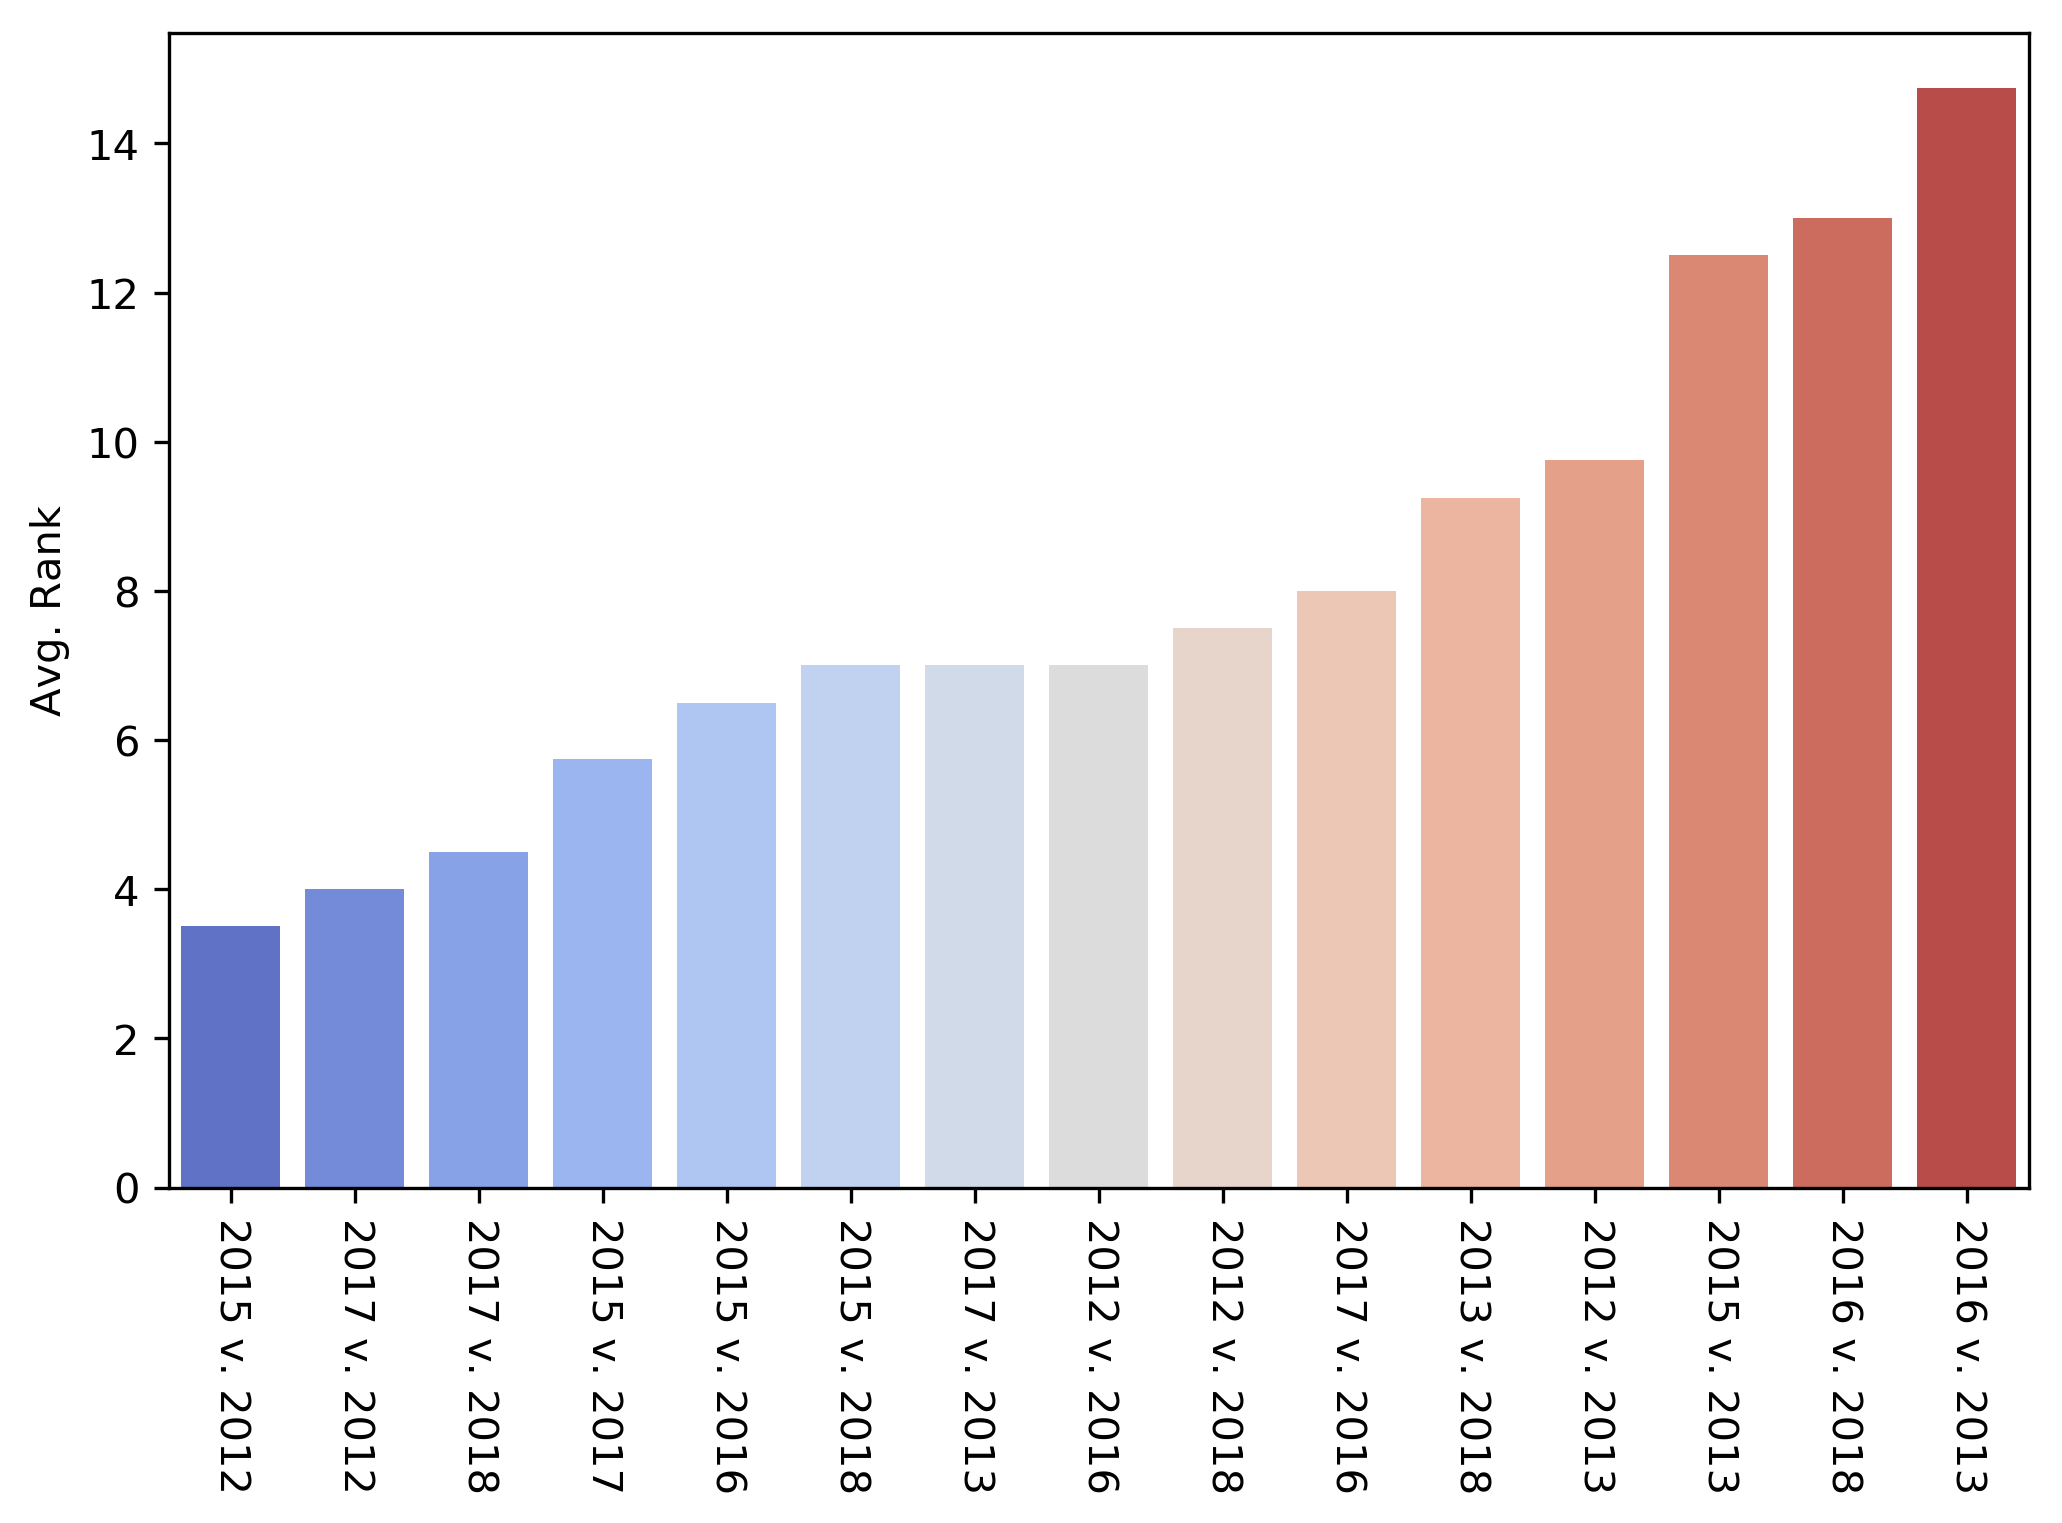 Avg. Rank
14
12
10
8
6
4
2
0
2015 v. 2012
2017 v. 2012
2017 v. 2018
2015 v. 2017
2015 v. 2016
2015 v. 2018
2017 v. 2013
2012 v. 2016
2012 v. 2018
2017 v. 2016
2013 v. 2018
2012 v. 2013
2015 v. 2013
2016 v. 2018
2016 v. 2013